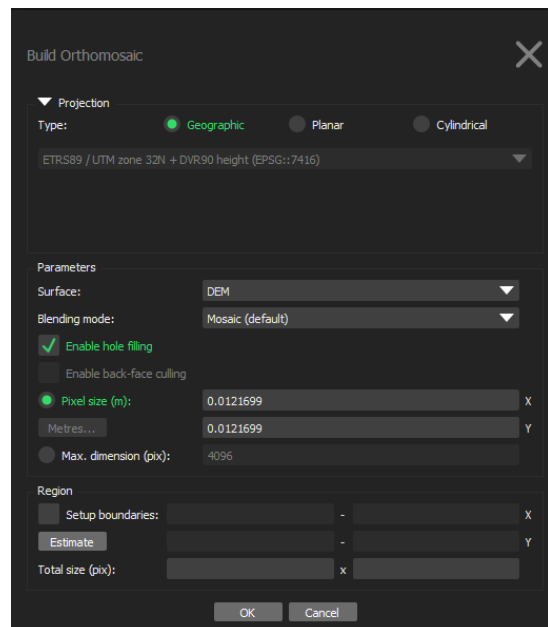 Build Orthomosaic
Projection
Type: Geographic Planar Cylindrical
ETRS89 / UTM zone 32N + DVR90 height (EPSG::7416)
Parameters
Surface: DEM
Blending mode: Mosaic (default)
Enable hole filling
Enable back-face culling
Pixel size (m): 0.0121699 X
Metres... 0.0121699 Y
Max. dimension (pix): 4096
Region
Setup boundaries: - X
Estimate - Y
Total size (pix): x
OK Cancel